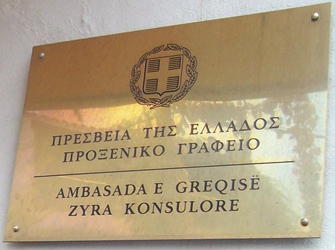 ΠΡΕΣΒΕΙΑ ΤΗΣ ΕΛΛΑΔΟΣ
ΠΡΟΞΕΝΙΚΟ ΓΡΑΦΕΙΟ
AMBASADA E GREQISË
ZYRA KONSULORE